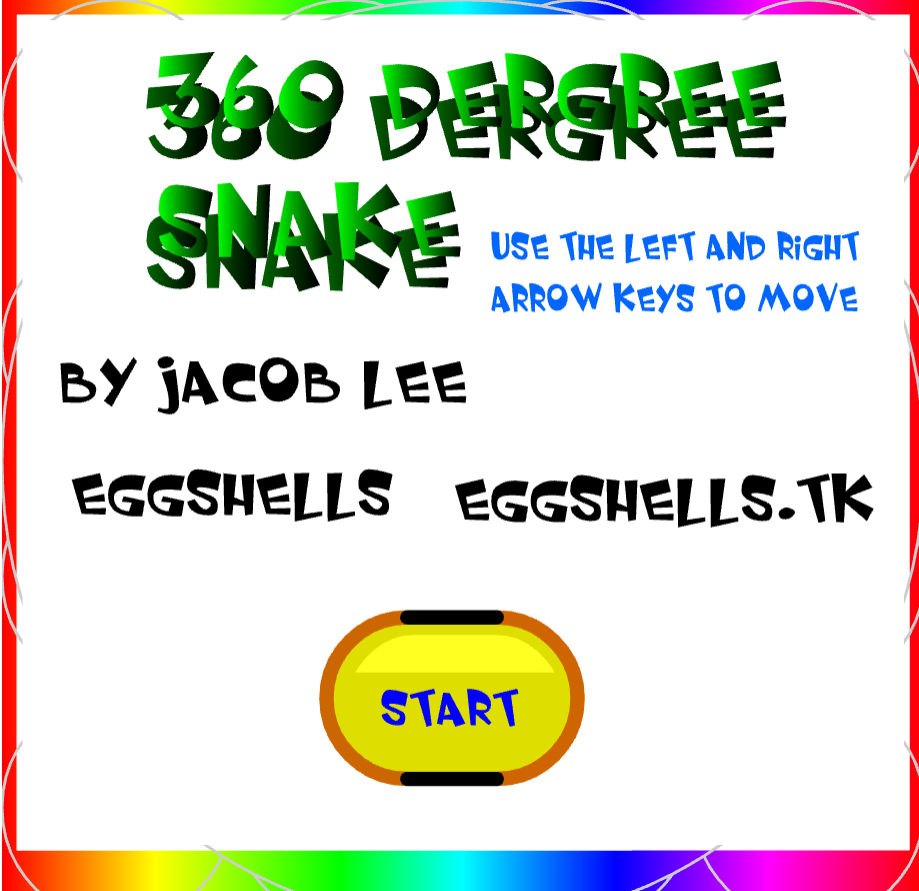 360 DERGREE
SNAKE
USE THE LEFT AND RiGHT
ARROW KEYS TO MOVE
BY jACOB LEE
EGGSHELLS
EGGSHELLS.TK
START